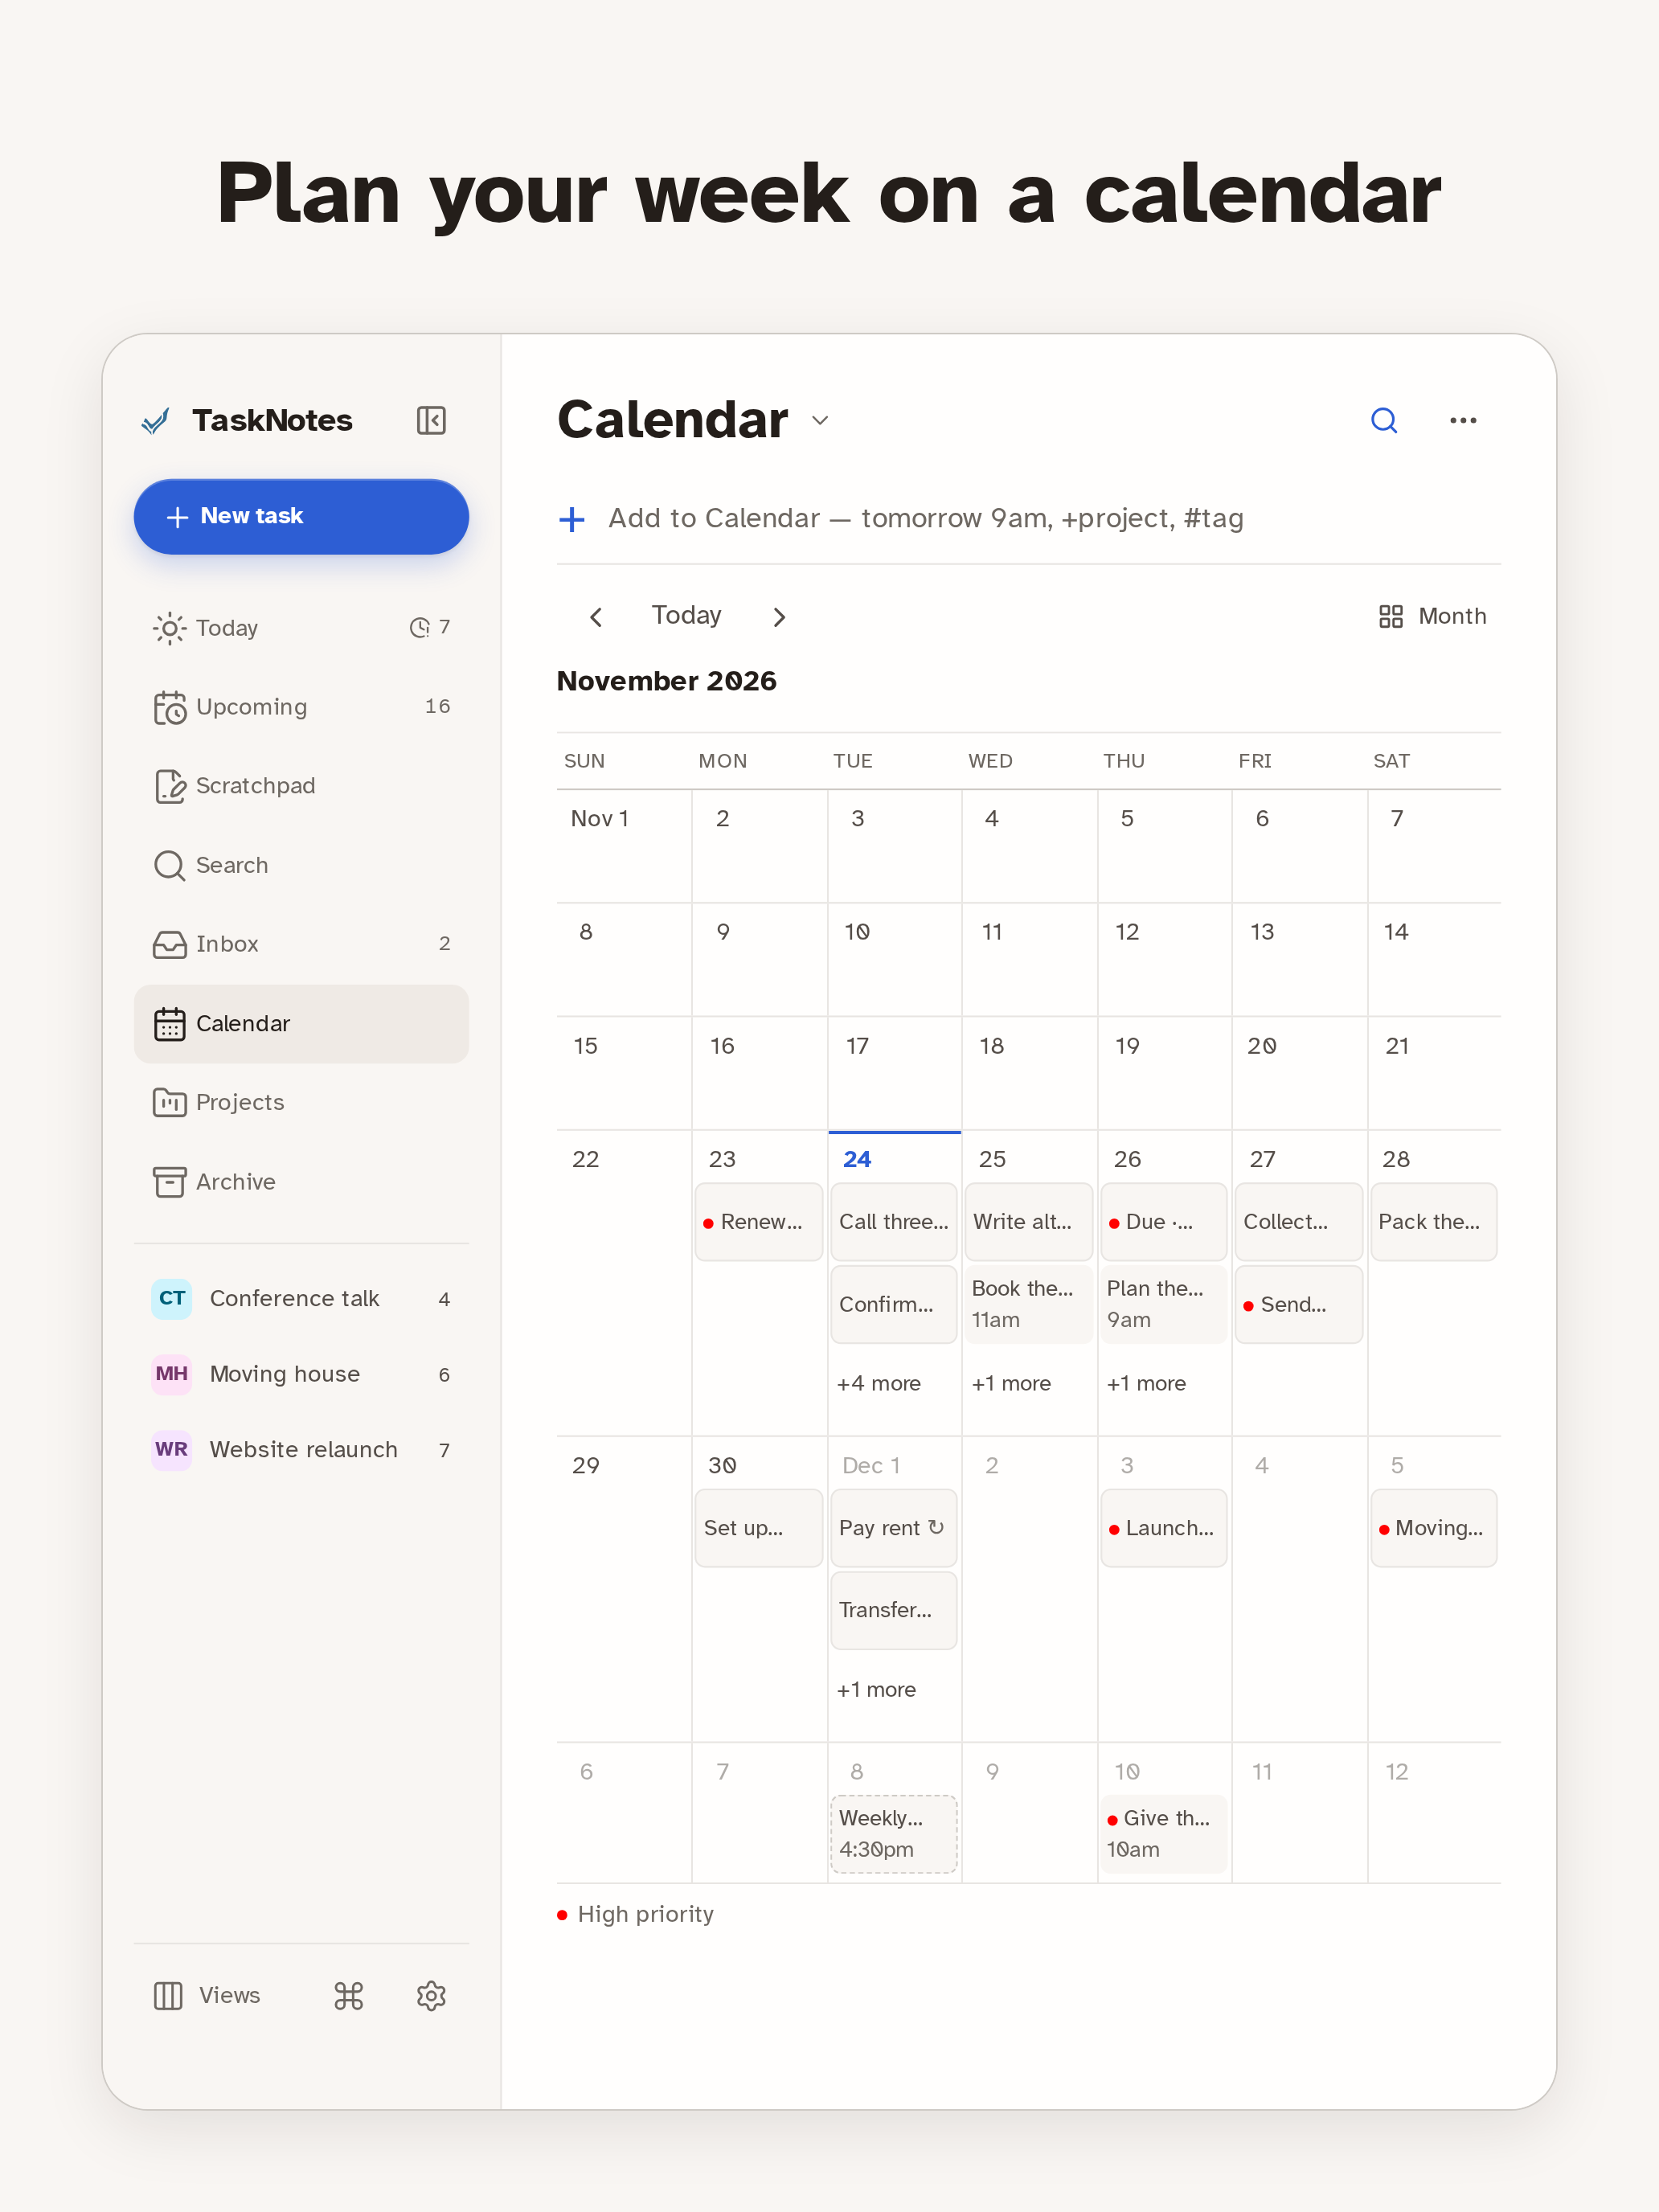 Plan your week on a calendar
TaskNotes
New task
Today 7
Upcoming 16
Scratchpad
Search
Inbox 2
Calendar
Projects
Archive
CT Conference talk 4
MH Moving house 6
WR Website relaunch 7
Views
Calendar
Add to Calendar — tomorrow 9am, +project, #tag
Today
Month
November 2026
SUN MON TUE WED THU FRI SAT
Nov 1 2 3 4 5 6 7
8 9 10 11 12 13 14
15 16 17 18 19 20 21
22 23 24 25 26 27 28
Renew... Call three... Write alt... Due ·... Collect... Pack the...
Confirm... Book the... Plan the... Send...
11am 9am
+4 more +1 more +1 more
29 30 Dec 1 2 3 4 5
Set up... Pay rent ↻ Launch... Moving...
Transfer...
+1 more
6 7 8 9 10 11 12
Weekly... Give th...
4:30pm 10am
High priority